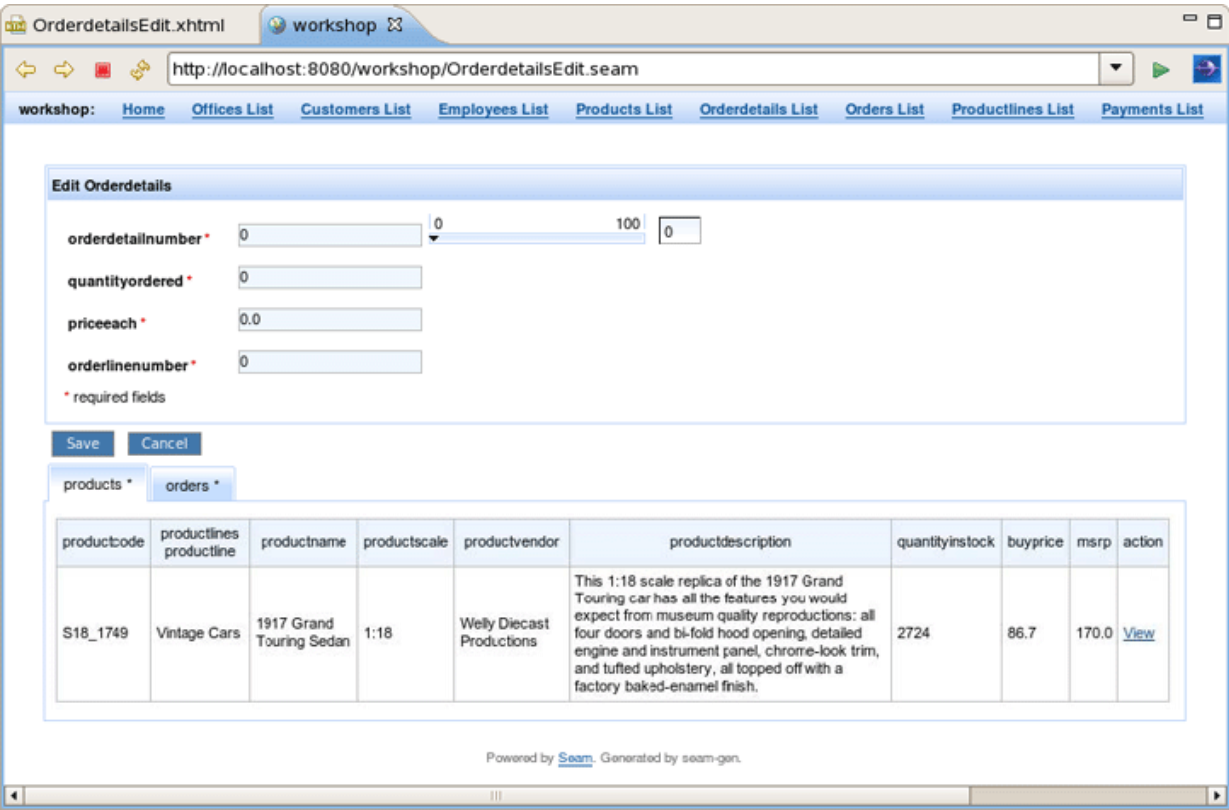 OrderdetailsEdit.xhtml workshop
http://localhost:8080/workshop/OrderdetailsEdit.seam
workshop: Home Offices List Customers List Employees List Products List Orderdetails List Orders List Productlines List Payments List
Edit Orderdetails
orderdetailnumber * 0 0 100 0
quantityordered * 0
priceeach * 0.0
orderlinenumber * 0
* required fields
Save Cancel
products * orders *
productcode productlines productline productname productscale productvendor productdescription quantityinstock buyprice msrp action
S18_1749 Vintage Cars 1917 Grand Touring Sedan 1:18 Welly Diecast Productions
This 1:18 scale replica of the 1917 Grand
Touring car has all the features you would
expect from museum quality reproductions: all
four doors and bi-fold hood opening, detailed
engine and instrument panel, chrome-look trim,
and tufted upholstery, all topped off with a
factory baked-enamel finish.
2724 86.7 170.0 View
Powered by Seam. Generated by seam-gen.